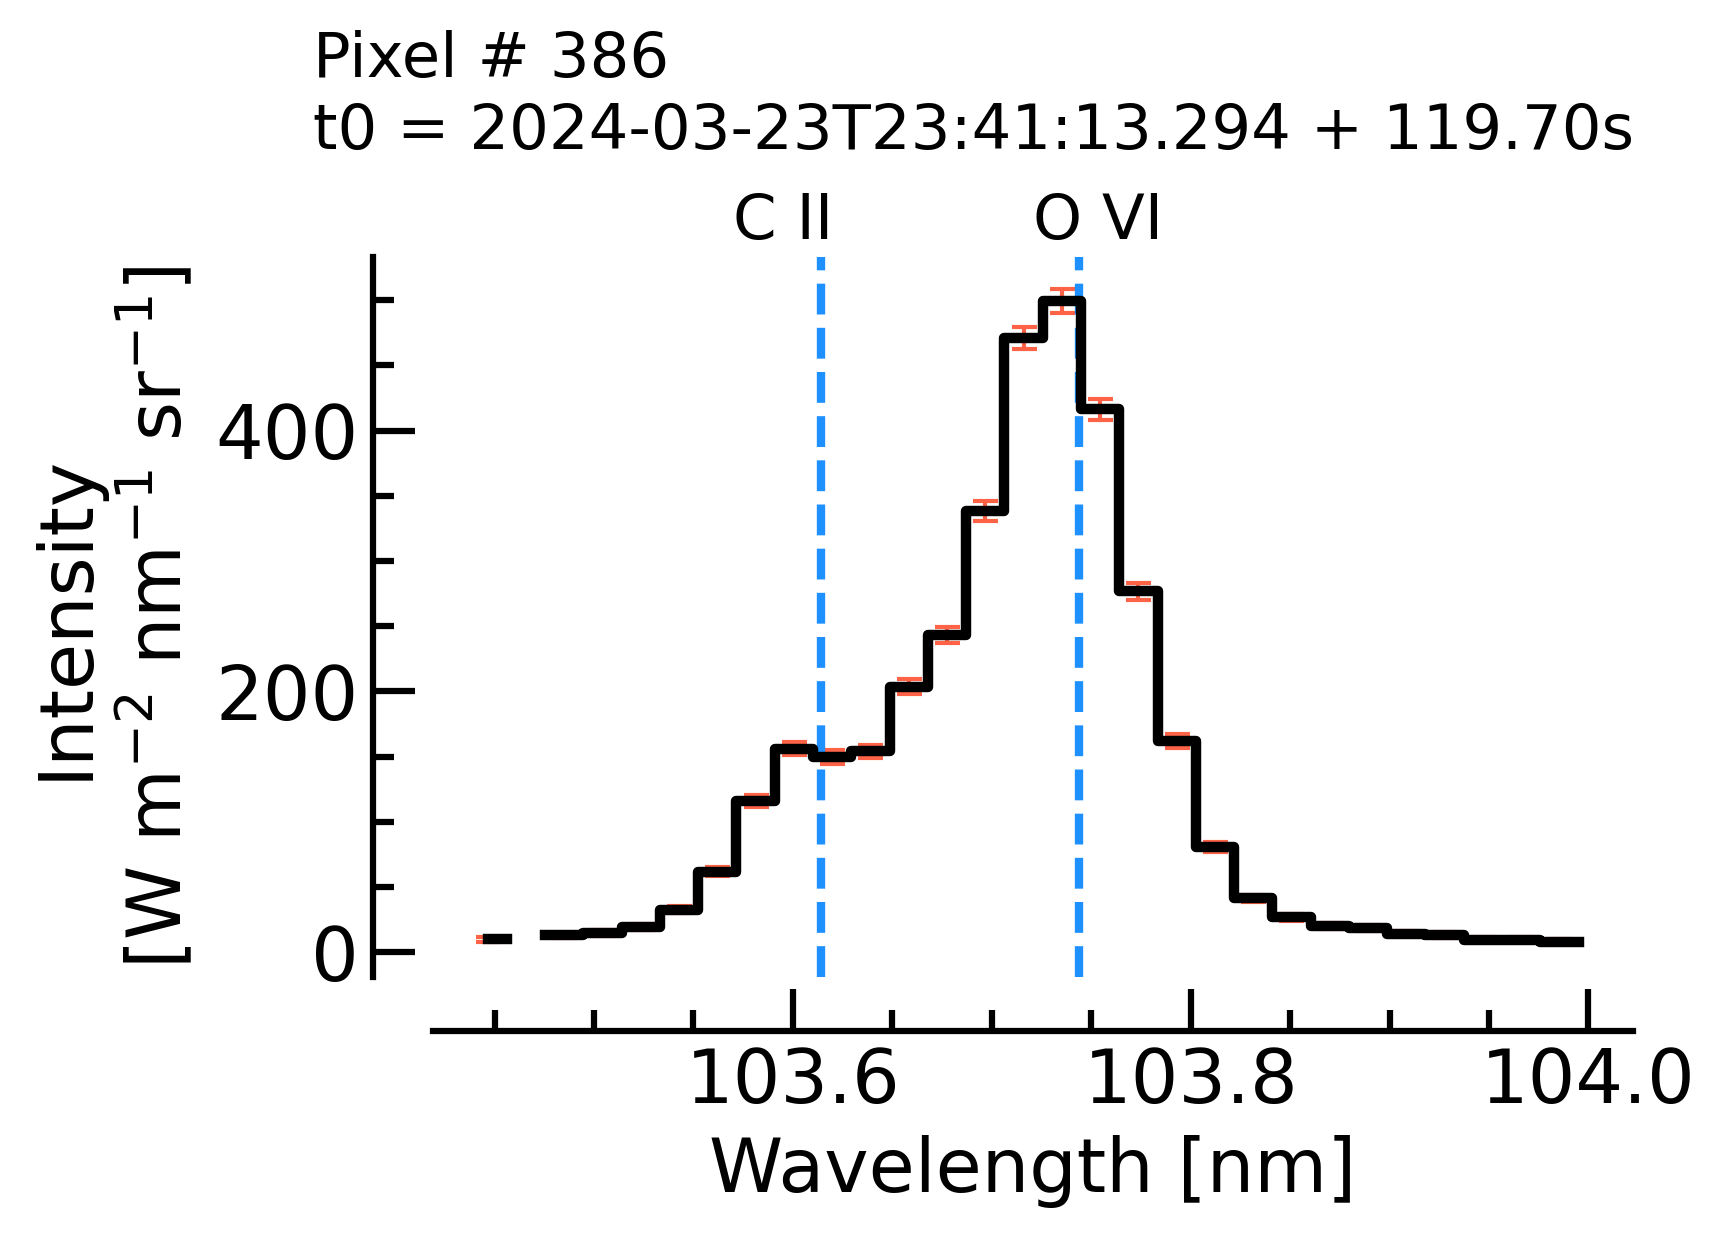 Pixel # 386
t0 = 2024-03-23T23:41:13.294 + 119.70s
C II
O VI
Intensity
[W m⁻² nm⁻¹ sr⁻¹]
400
200
0
103.6
103.8
104.0
Wavelength [nm]